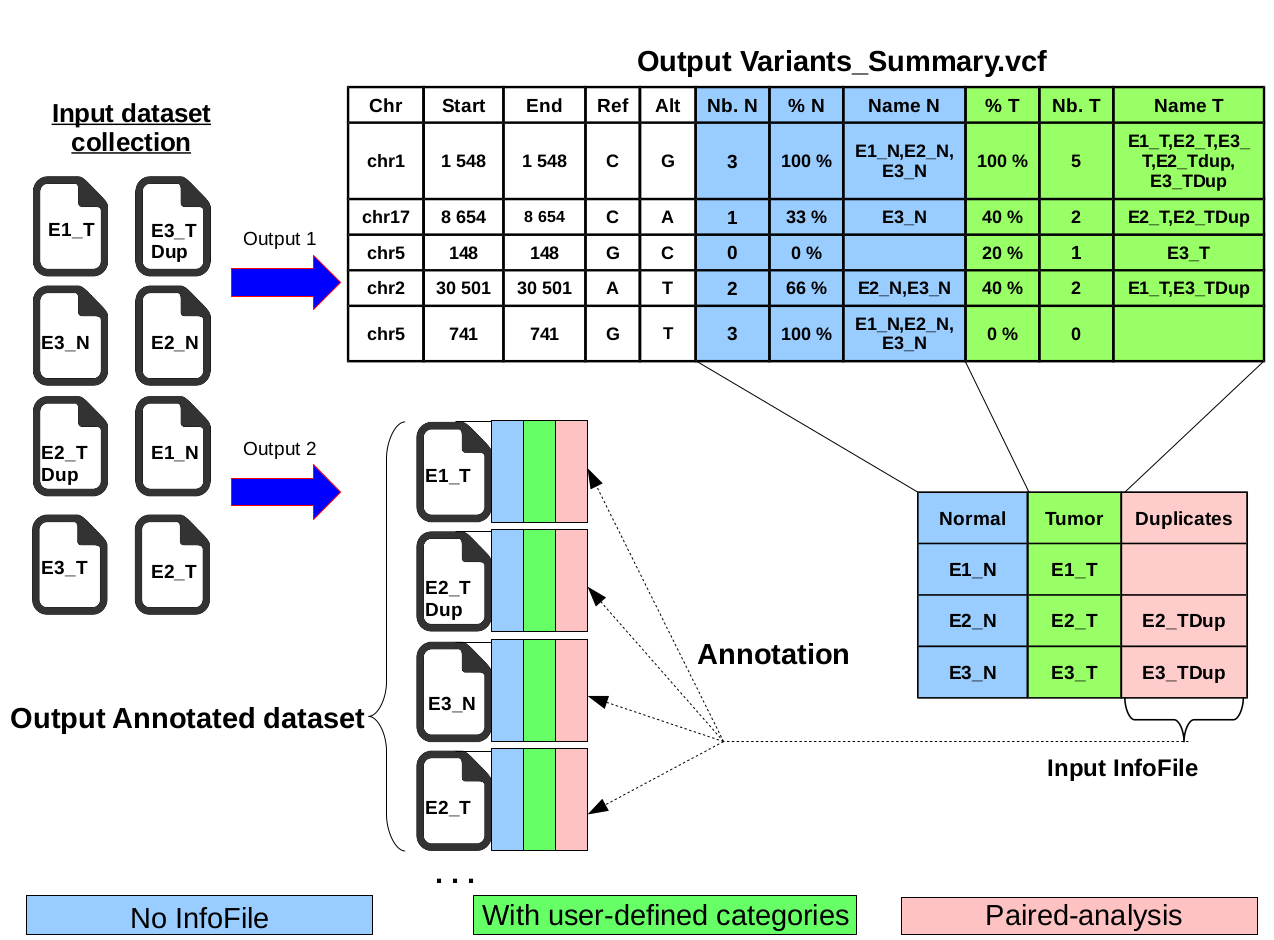 Output Variants_Summary.vcf
Input dataset
collection
E1_T
E3_T
Dup
E3_N
E2_N
E2_T
Dup
E1_N
E3_T
E2_T
Output 1
Output 2
Chr Start End Ref Alt Nb. N % N Name N % T Nb. T Name T
chr1 1 548 1 548 C G 3 100 % E1_N,E2_N, 100 % 5 E1_T,E2_T,E3_
E3_N T,E2_Tdup,
E3_TDup
chr17 8 654 8 654 C A 1 33 % E3_N 40 % 2 E2_T,E2_TDup
chr5 148 148 G C 0 0 % 20 % 1 E3_T
chr2 30 501 30 501 A T 2 66 % E2_N,E3_N 40 % 2 E1_T,E3_TDup
chr5 741 741 G T 3 100 % E1_N,E2_N, 0 % 0
E3_N
E1_T
E2_T
Dup
E3_N
E2_T
. . .
Output Annotated dataset
Annotation
Normal Tumor Duplicates
E1_N E1_T
E2_N E2_T E2_TDup
E3_N E3_T E3_TDup
Input InfoFile
No InfoFile
With user-defined categories
Paired-analysis